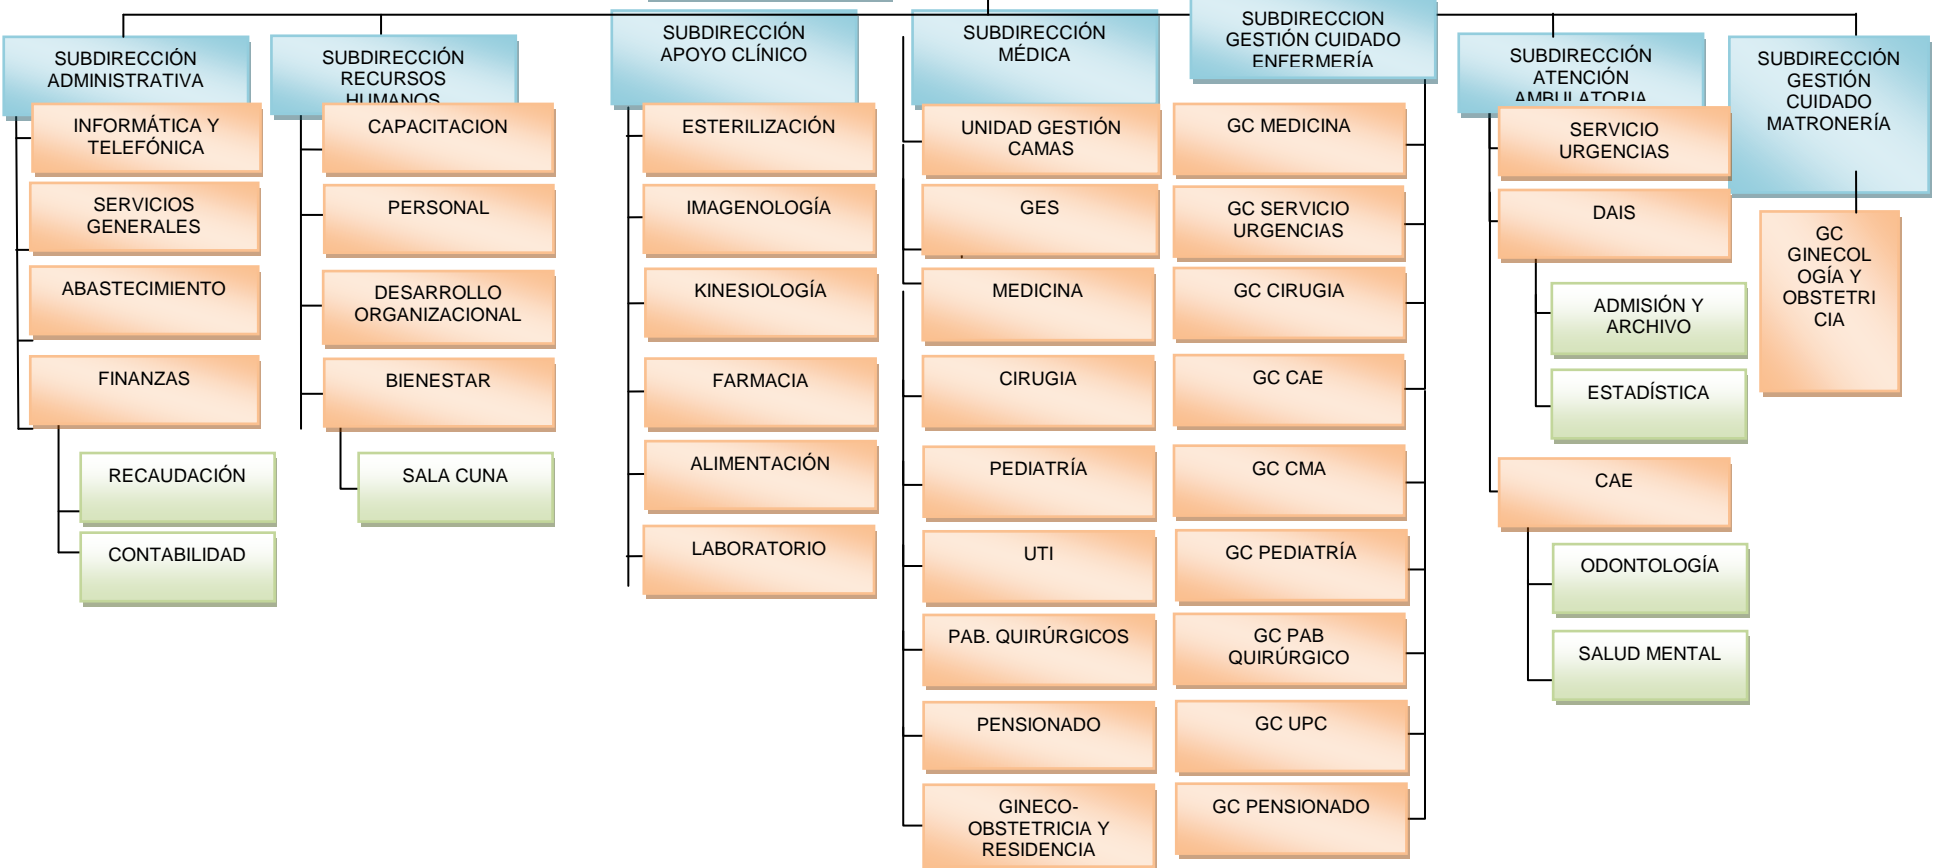 SUBDIRECCIÓN
ADMINISTRATIVA
INFORMÁTICA Y
TELEFÓNICA
SERVICIOS
GENERALES
ABASTECIMIENTO
FINANZAS
RECAUDACIÓN
CONTABILIDAD
SUBDIRECCIÓN
RECURSOS
HUMANOS
CAPACITACION
PERSONAL
DESARROLLO
ORGANIZACIONAL
BIENESTAR
SALA CUNA
SUBDIRECCIÓN
APOYO CLÍNICO
ESTERILIZACIÓN
IMAGENOLOGÍA
KINESIOLOGÍA
FARMACIA
ALIMENTACIÓN
LABORATORIO
SUBDIRECCIÓN
MÉDICA
UNIDAD GESTIÓN
CAMAS
GES
MEDICINA
CIRUGIA
PEDIATRÍA
UTI
PAB. QUIRÚRGICOS
PENSIONADO
GINECO-
OBSTETRICIA Y
RESIDENCIA
SUBDIRECCION
GESTIÓN CUIDADO
ENFERMERÍA
GC MEDICINA
GC SERVICIO
URGENCIAS
GC CIRUGIA
GC CAE
GC CMA
GC PEDIATRÍA
GC PAB
QUIRÚRGICO
GC UPC
GC PENSIONADO
SUBDIRECCIÓN
ATENCIÓN
AMBULATORIA
SERVICIO
URGENCIAS
DAIS
ADMISIÓN Y
ARCHIVO
ESTADÍSTICA
CAE
ODONTOLOGÍA
SALUD MENTAL
SUBDIRECCIÓN
GESTIÓN
CUIDADO
MATRONERÍA
GC
GINECOL
OGÍA Y
OBSTETRI
CIA